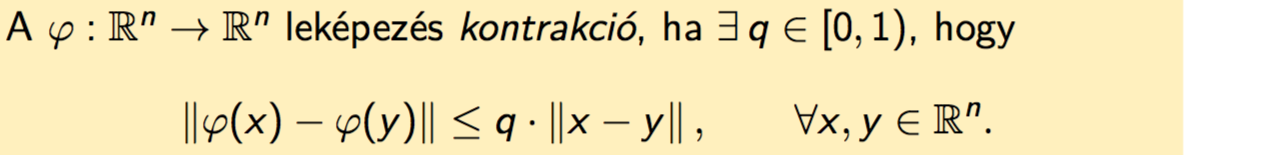 A φ : ℝⁿ → ℝⁿ leképezés kontrakció, ha ∃ q ∈ [0, 1), hogy
‖φ(x) − φ(y)‖ ≤ q · ‖x − y‖ , ∀x, y ∈ ℝⁿ.